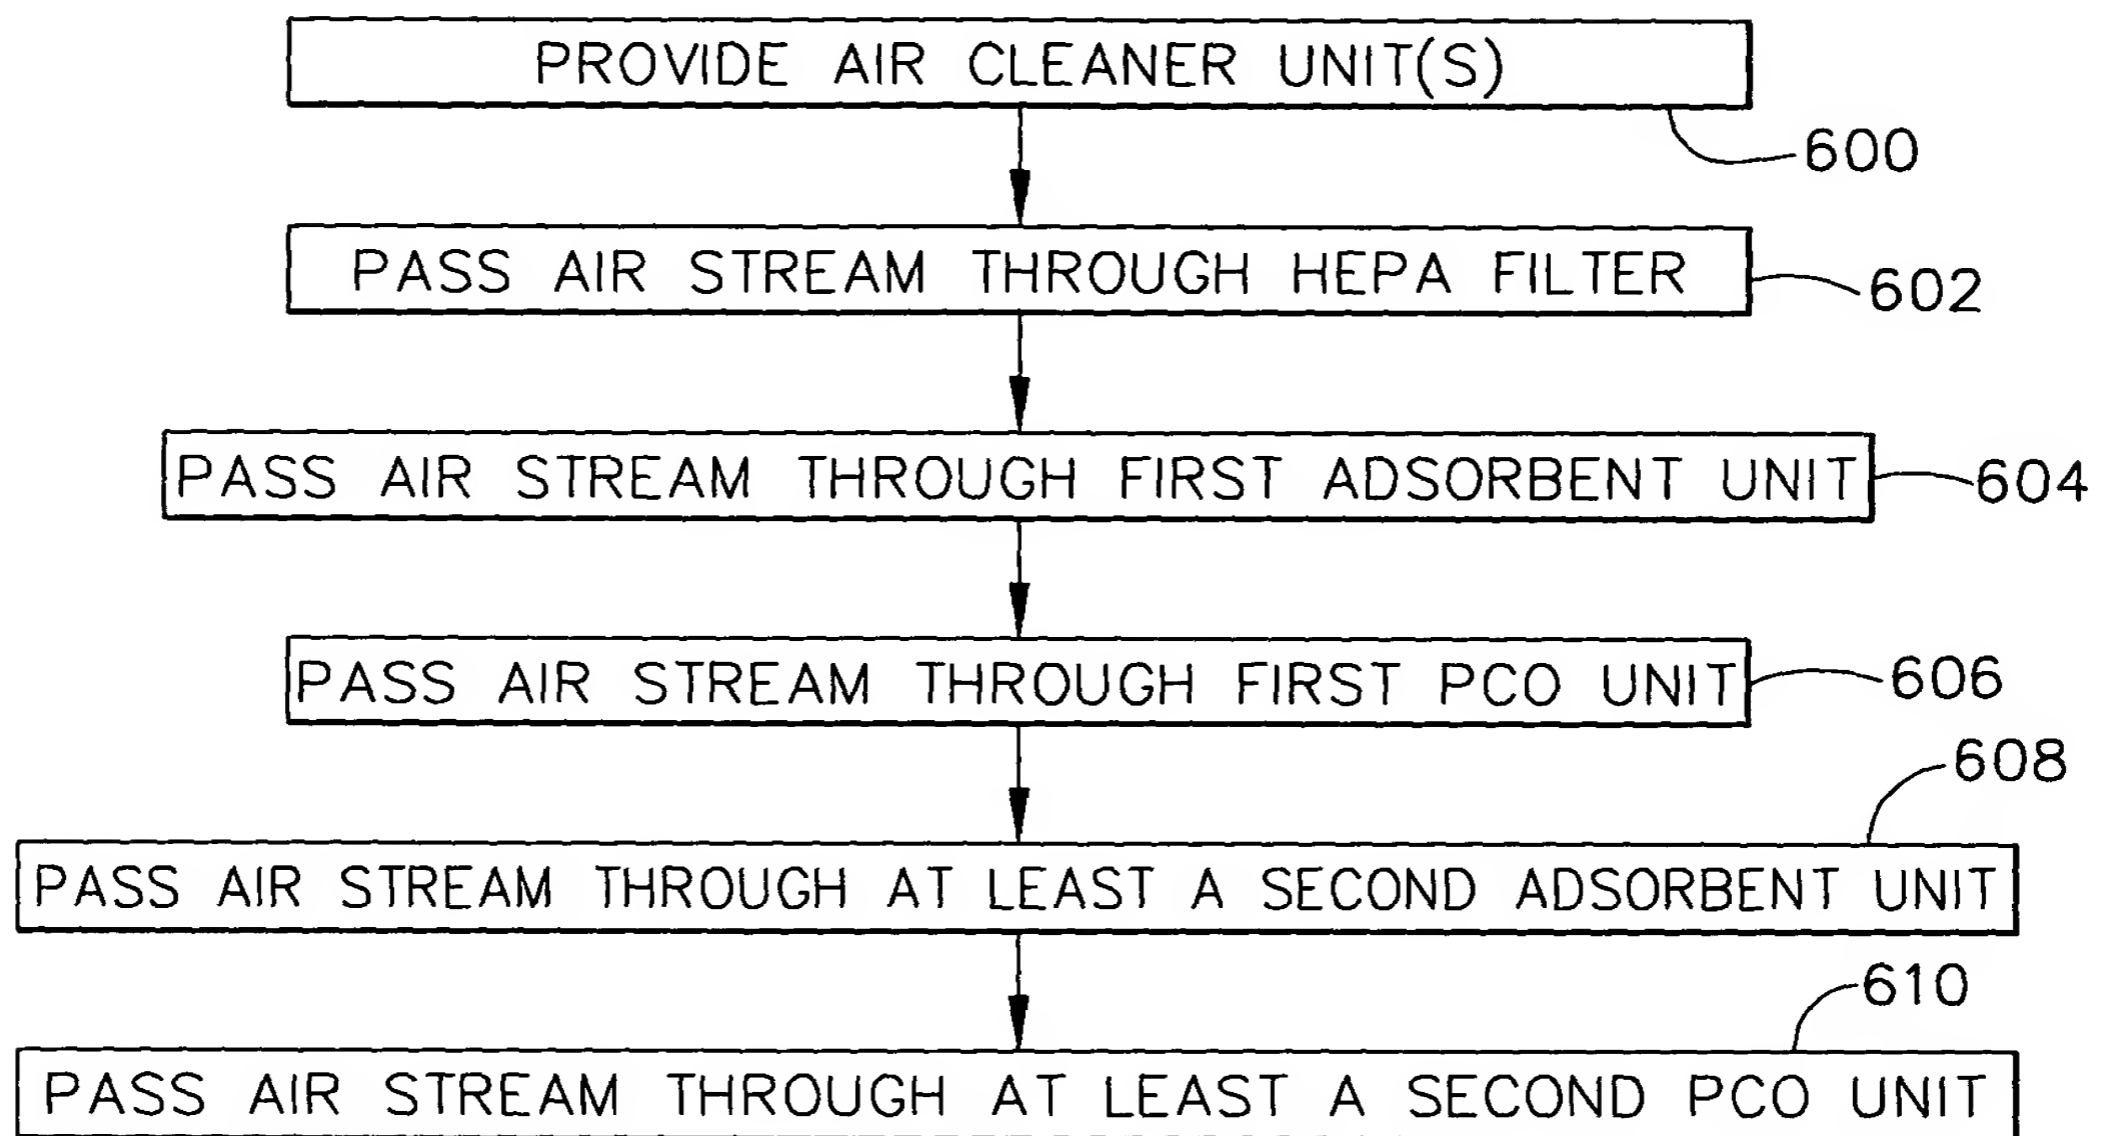 PROVIDE AIR CLEANER UNIT(S)
600
PASS AIR STREAM THROUGH HEPA FILTER
602
PASS AIR STREAM THROUGH FIRST ADSORBENT UNIT
604
PASS AIR STREAM THROUGH FIRST PCO UNIT
606
608
PASS AIR STREAM THROUGH AT LEAST A SECOND ADSORBENT UNIT
610
PASS AIR STREAM THROUGH AT LEAST A SECOND PCO UNIT